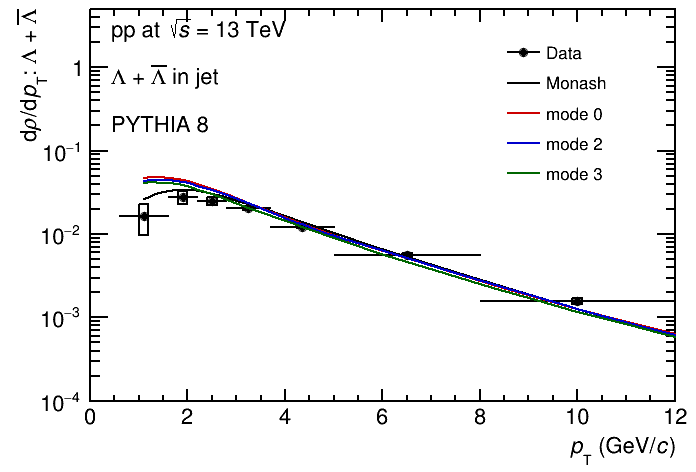 dρ/dp_T: Λ + Λ̅
pp at √s = 13 TeV
Λ + Λ̅ in jet
PYTHIA 8
Data
Monash
mode 0
mode 2
mode 3
1
10⁻¹
10⁻²
10⁻³
10⁻⁴
0 2 4 6 8 10 12
p_T (GeV/c)